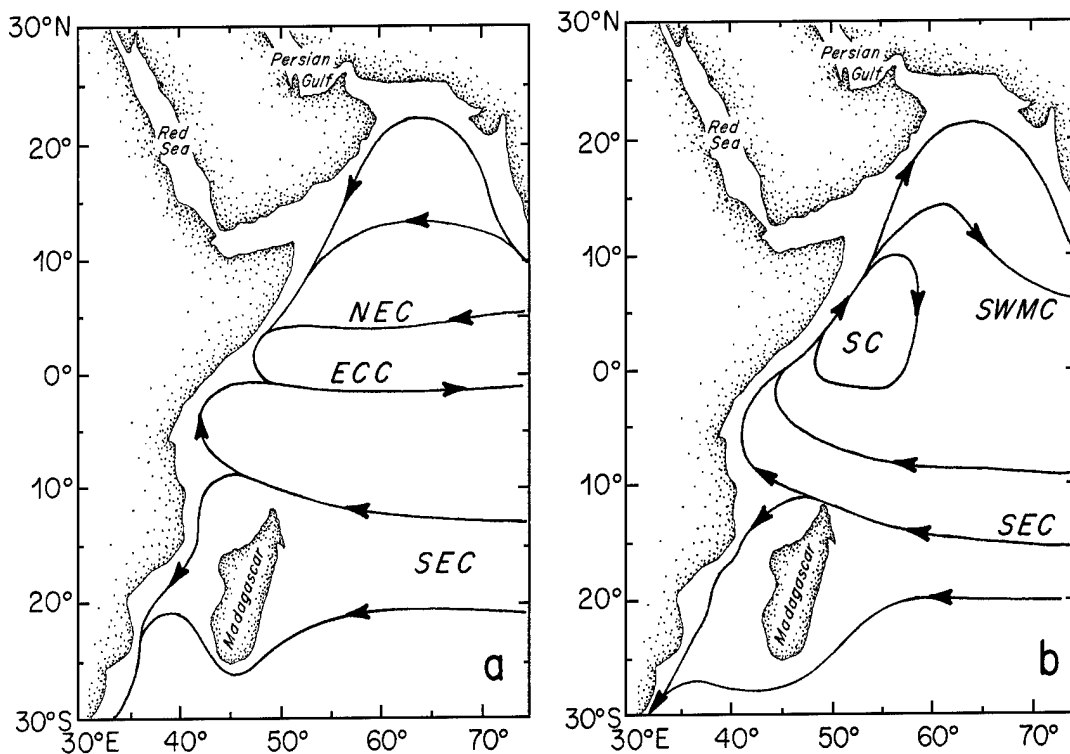 30°N
20°
10°
0°
10°
20°
30°S
30°E
40°
50°
60°
70°
Persian
Gulf
Red
Sea
NEC
ECC
SEC
Madagascar
a
30°N
20°
10°
0°
10°
20°
30°S
30°E
40°
50°
60°
70°
Persian
Gulf
Red
Sea
SWMC
SC
SEC
Madagascar
b